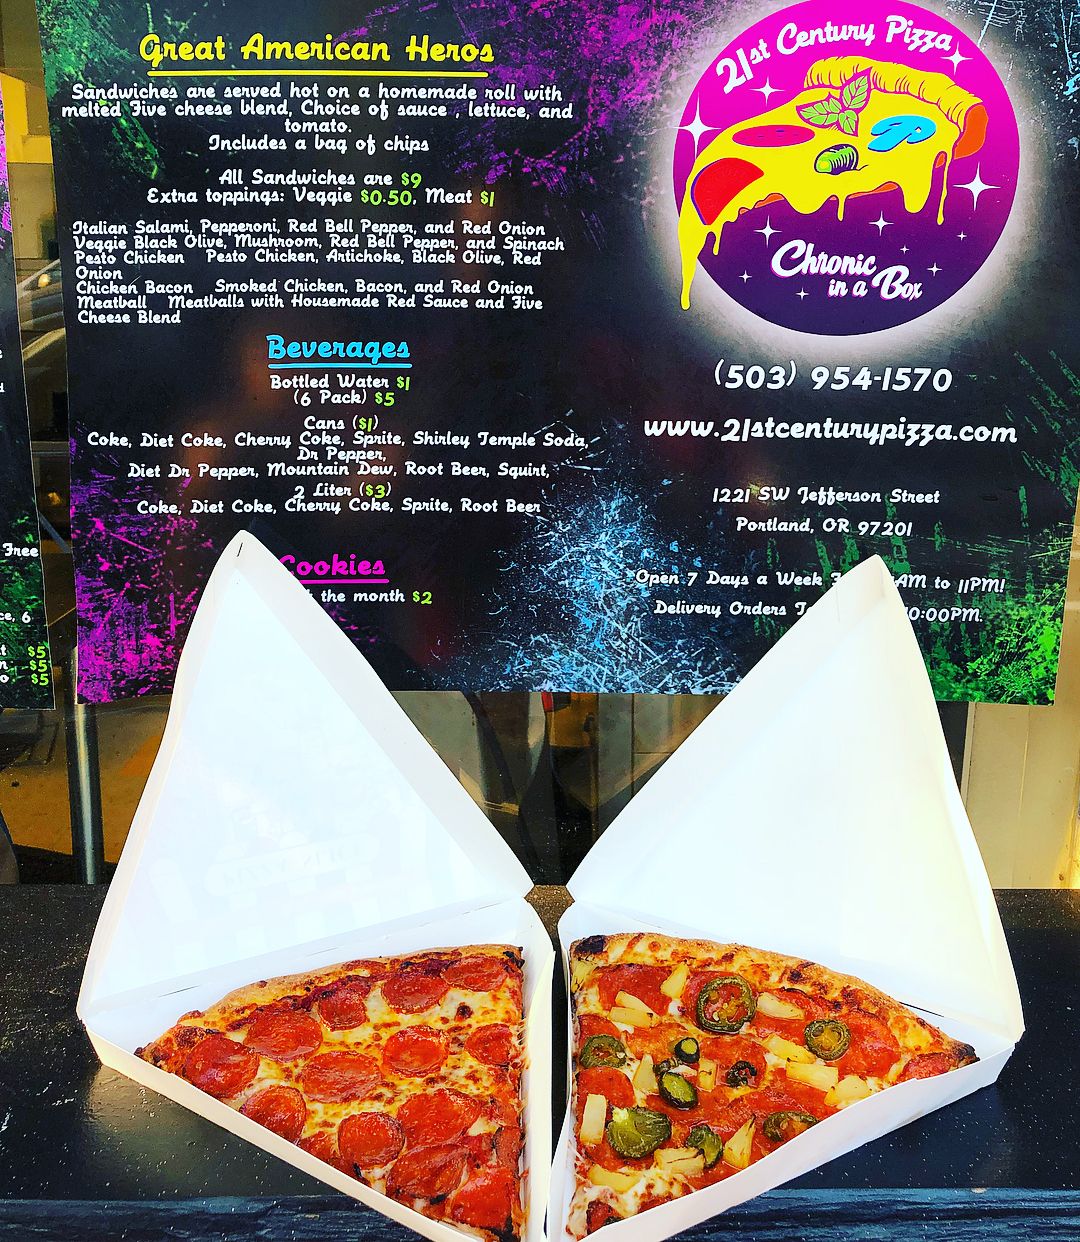 Great American Heros
Sandwiches are served hot on a homemade roll with
melted Five cheese blend, Choice of sauce , lettuce, and
tomato.
Includes a bag of chips
All Sandwiches are $9
Extra toppings: Veggie $0.50, Meat $1
Italian Salami, Pepperoni, Red Bell Pepper, and Red Onion
Veggie Black Olive, Mushroom, Red Bell Pepper, and Spinach
Pesto Chicken Pesto Chicken, Artichoke, Black Olive, Red
Onion
Chicken Bacon Smoked Chicken, Bacon, and Red Onion
Meatball Meatballs with Housemade Red Sauce and Five
Cheese Blend
Beverages
Bottled Water $1
(6 Pack) $5
Cans ($1)
Coke, Diet Coke, Cherry Coke, Sprite, Shirley Temple Soda,
Dr Pepper,
Diet Dr Pepper, Mountain Dew, Root Beer, Squirt,
2 Liter ($3)
Coke, Diet Coke, Cherry Coke, Sprite, Root Beer
Cookies
the month $2
21st Century Pizza
Chronic
in a Box
(503) 954-1570
www.21stcenturypizza.com
1221 SW Jefferson Street
Portland, OR 97201
Open 7 Days a Week AM to 11PM!
Delivery Orders 10:00PM.
Free
6
$5
$5
$5